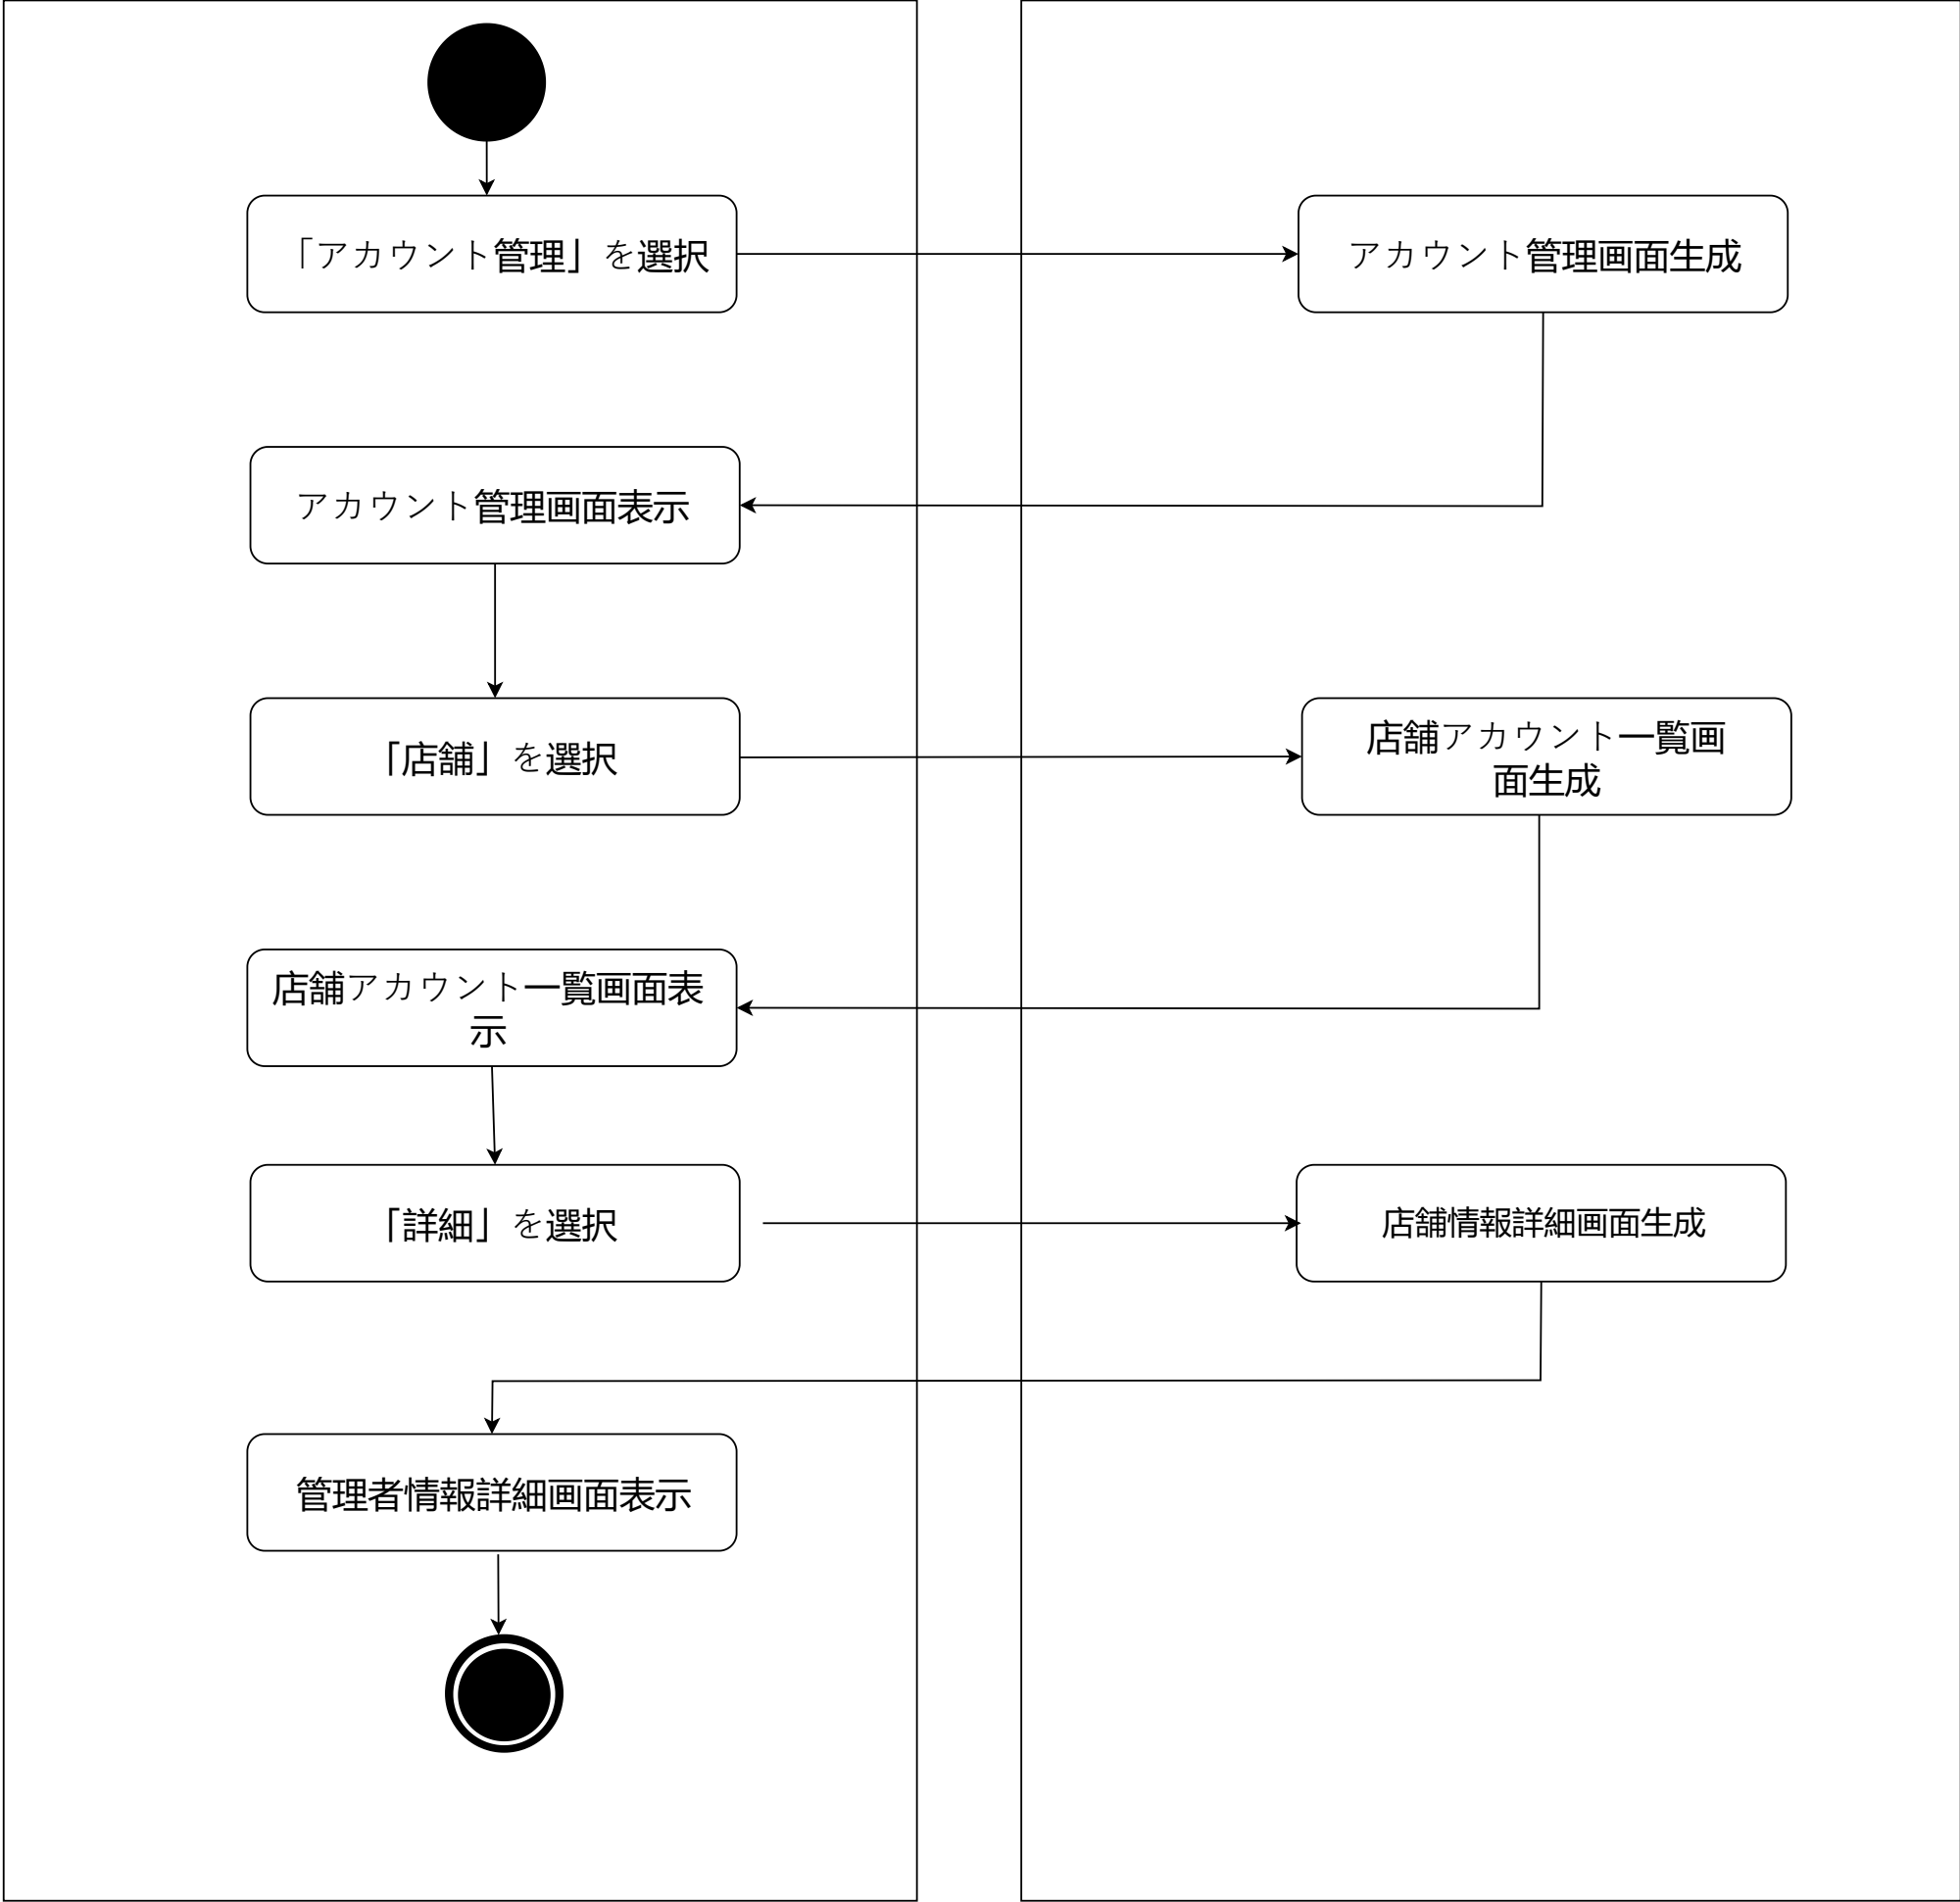 「アカウント管理」を選択
アカウント管理画面生成
アカウント管理画面表示
「店舗」を選択
店舗アカウント一覧画
面生成
店舗アカウント一覧画面表
示
「詳細」を選択
店舗情報詳細画面生成
管理者情報詳細画面表示